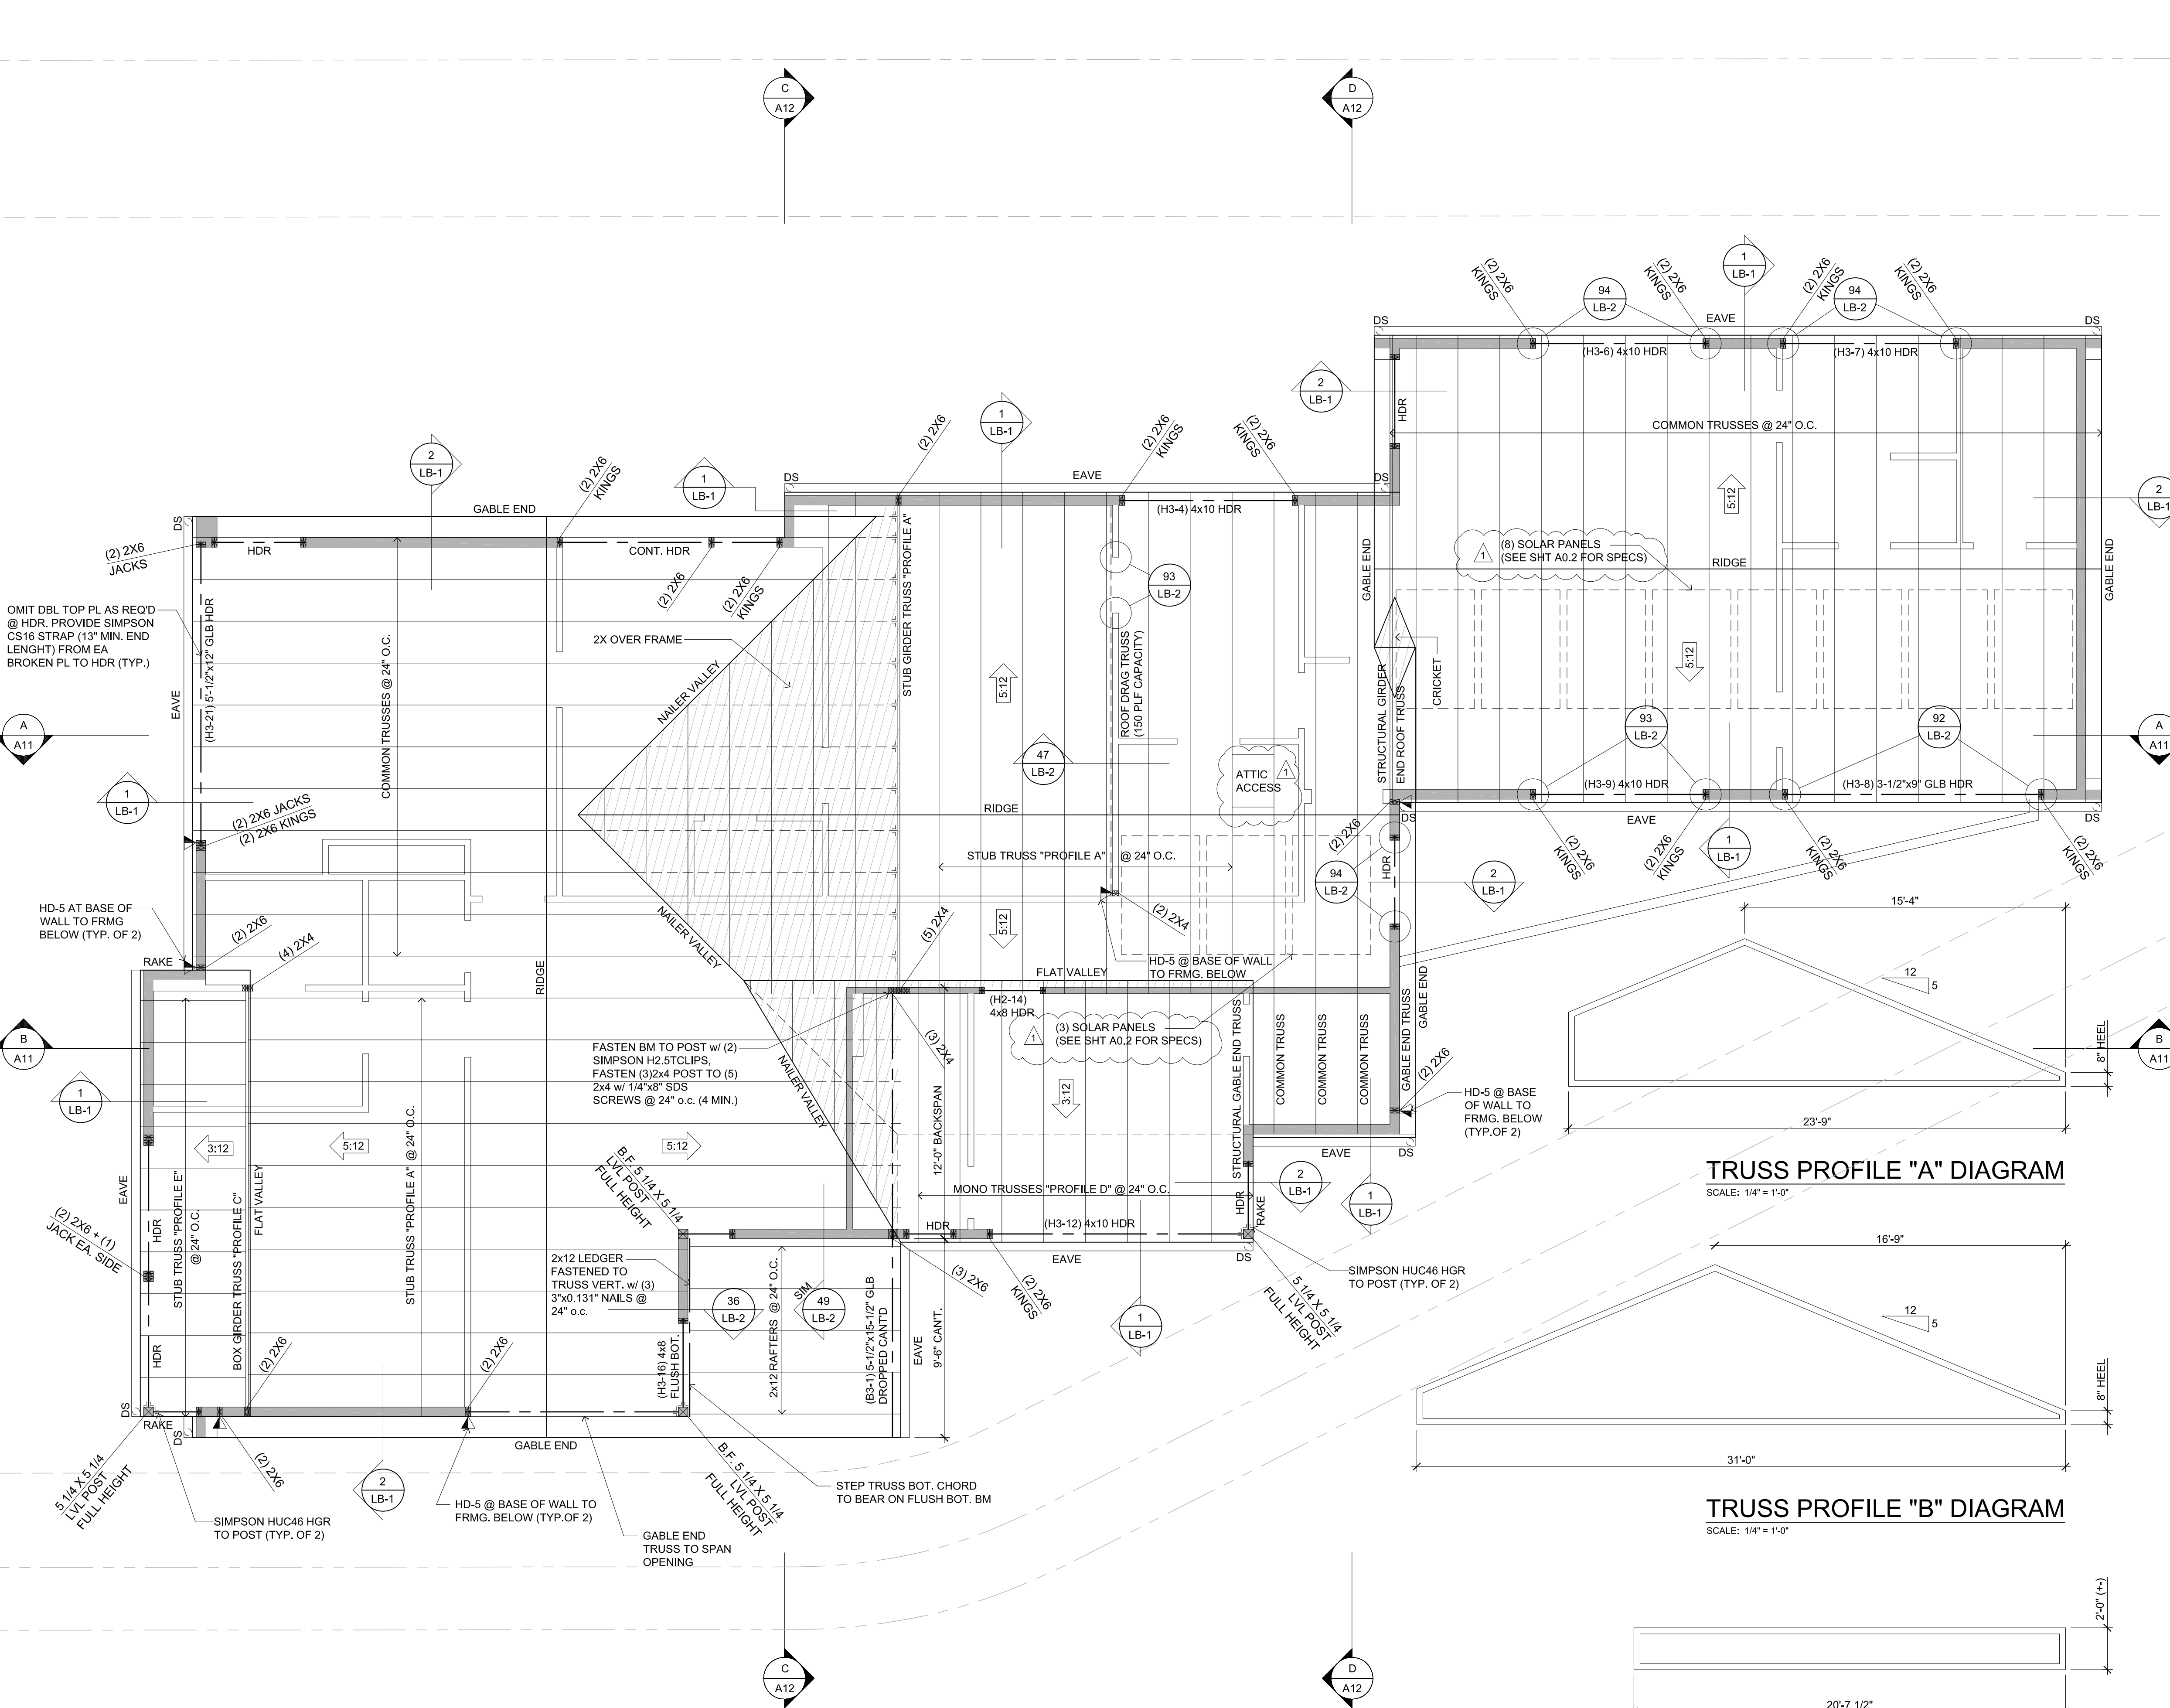 C
A12
D
A12
(2) 2X6
KINGS
94
LB-2
(2) 2X6
KINGS
1
LB-1
(2) 2X6
KINGS
94
LB-2
(2) 2X6
KINGS
DS
EAVE
DS
(H3-6) 4x10 HDR
(H3-7) 4x10 HDR
2
LB-1
HDR
COMMON TRUSSES @ 24" O.C.
5:12
2
LB-1
GABLE END
1
(8) SOLAR PANELS
(SEE SHT A0.2 FOR SPECS)
RIDGE
GABLE END
5:12
CRICKET
STRUCTURAL GIRDER
END ROOF TRUSS
93
LB-2
92
LB-2
A
A11
(H3-9) 4x10 HDR
(H3-8) 3-1/2"x9" GLB HDR
DS
EAVE
DS
(2) 2X6
KINGS
(2) 2X6
KINGS
1
LB-1
(2) 2X6
KINGS
(2) 2X6
KINGS
2
LB-1
GABLE END
(2) 2X6
KINGS
1
LB-1
(2) 2X6
1
LB-1
(2) 2X6
KINGS
(2) 2X6
KINGS
DS
EAVE
DS
(H3-4) 4x10 HDR
DS
(2) 2X6
JACKS
HDR
CONT. HDR
(2) 2X6
(2) 2X6
KINGS
STUB GIRDER TRUSS "PROFILE A"
93
LB-2
OMIT DBL TOP PL AS REQ'D
@ HDR. PROVIDE SIMPSON
CS16 STRAP (13" MIN. END
LENGHT) FROM EA
BROKEN PL TO HDR (TYP.)
(H3-21) 5'-1/2"x12" GLB HDR
EAVE
COMMON TRUSSES @ 24" O.C.
2X OVER FRAME
NAILER VALLEY
5:12
ROOF DRAG TRUSS
(150 PLF CAPACITY)
47
LB-2
ATTIC
ACCESS
1
A
A11
1
LB-1
(2) 2X6 JACKS
(2) 2X6 KINGS
RIDGE
STUB TRUSS "PROFILE A"
@ 24" O.C.
(2) 2X6
HDR
94
LB-2
2
LB-1
HD-5 AT BASE OF
WALL TO FRMG
BELOW (TYP. OF 2)
(2) 2X6
(4) 2X4
RAKE
RIDGE
NAILER VALLEY
(5) 2X4
5:12
(2) 2X4
HD-5 @ BASE OF WALL
TO FRMG. BELOW
FLAT VALLEY
(H2-14)
4x8 HDR
1
(3) SOLAR PANELS
(SEE SHT A0.2 FOR SPECS)
STRUCTURAL GABLE END TRUSS
COMMON TRUSS
COMMON TRUSS
COMMON TRUSS
GABLE END TRUSS
GABLE END
B
A11
FASTEN BM TO POST w/ (2)
SIMPSON H2.5TCLIPS,
FASTEN (3)2x4 POST TO (5)
2x4 w/ 1/4"x8" SDS
SCREWS @ 24" o.c. (4 MIN.)
(3) 2X4
NAILER VALLEY
12'-0" BACKSPAN
3:12
(2) 2X6
HD-5 @ BASE
OF WALL TO
FRMG. BELOW
(TYP.OF 2)
EAVE
DS
1
LB-1
3:12
5:12
5:12
EAVE
HDR
HDR
STUB TRUSS "PROFILE E"
@ 24" O.C.
BOX GIRDER TRUSS "PROFILE C"
FLAT VALLEY
STUB TRUSS "PROFILE A" @ 24" O.C.
(2) 2X6 + (1)
JACK EA. SIDE
B.F. 5 1/4 X 5 1/4
LVL POST
FULL HEIGHT
MONO TRUSSES "PROFILE D" @ 24" O.C.
HDR
(H3-12) 4x10 HDR
HDR
RAKE
2
LB-1
1
LB-1
EAVE
DS
2x12 LEDGER
FASTENED TO
TRUSS VERT. w/ (3)
3"x0.131" NAILS @
24" o.c.
36
LB-2
SIM
49
LB-2
2x12 RAFTERS @ 24" O.C.
(B3-1) 5-1/2"x15-1/2" GLB
DROPPED CANT'D
EAVE
9'-6" CAN'T.
(3) 2X6
(2) 2X6
KINGS
1
LB-1
SIMPSON HUC46 HGR
TO POST (TYP. OF 2)
5 1/4 X 5 1/4
LVL POST
FULL HEIGHT
(H3-16) 4x8
FLUSH BOT.
(2) 2X6
(2) 2X6
DS
RAKE
DS
(2) 2X6
GABLE END
5 1/4 X 5 1/4
LVL POST
FULL HEIGHT
2
LB-1
SIMPSON HUC46 HGR
TO POST (TYP. OF 2)
HD-5 @ BASE OF WALL TO
FRMG. BELOW (TYP.OF 2)
GABLE END
TRUSS TO SPAN
OPENING
B.F. 5 1/4 X 5 1/4
LVL POST
FULL HEIGHT
STEP TRUSS BOT. CHORD
TO BEAR ON FLUSH BOT. BM
15'-4"
12
5
8" HEEL
B
A11
23'-9"
TRUSS PROFILE "A" DIAGRAM
SCALE: 1/4" = 1'-0"
16'-9"
12
5
8" HEEL
31'-0"
TRUSS PROFILE "B" DIAGRAM
SCALE: 1/4" = 1'-0"
2'-0" (+-)
20'-7 1/2"
C
A12
D
A12